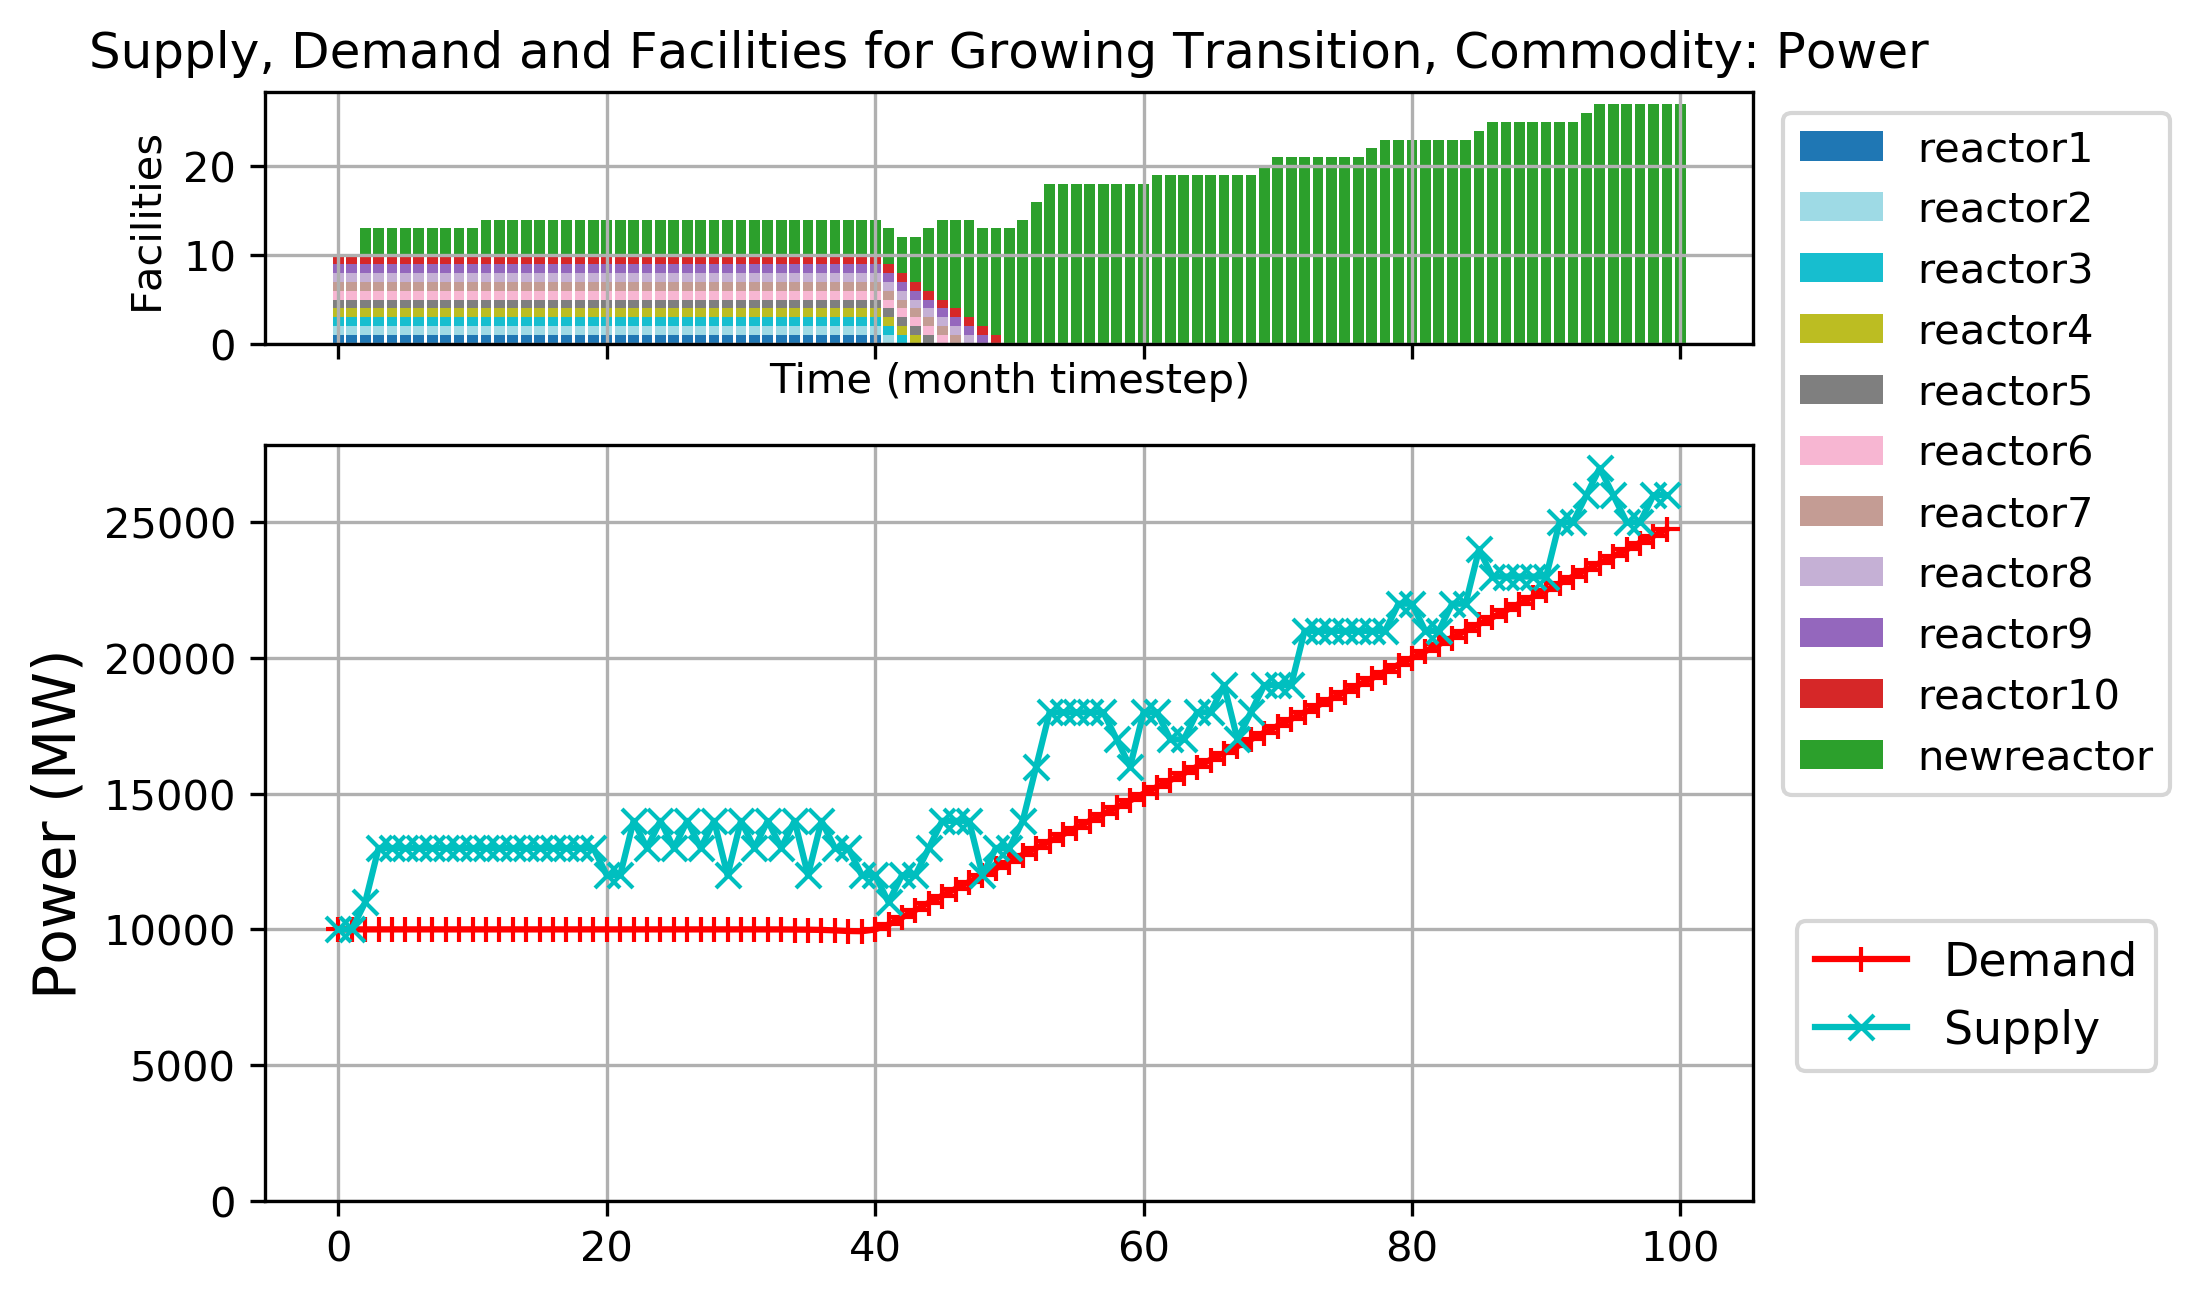 Supply, Demand and Facilities for Growing Transition, Commodity: Power
Facilities
20
10
0
Time (month timestep)
reactor1
reactor2
reactor3
reactor4
reactor5
reactor6
reactor7
reactor8
reactor9
reactor10
newreactor
Power (MW)
25000
20000
15000
10000
5000
0
0 20 40 60 80 100
Demand
Supply